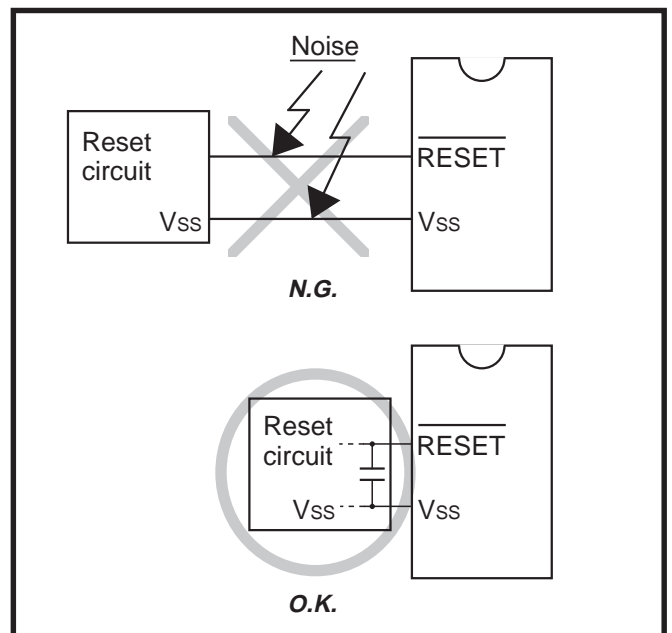 Noise
Reset
circuit
RESET
Vss
Vss
N.G.
Reset
circuit
RESET
Vss
Vss
O.K.